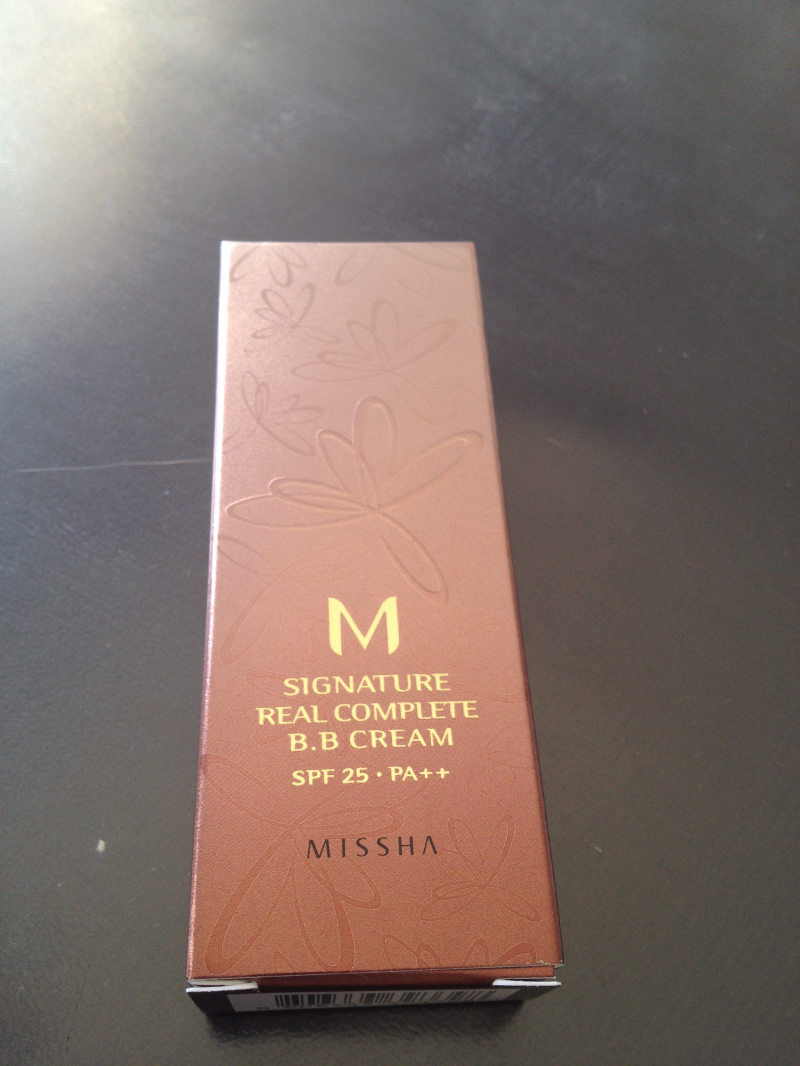 M
SIGNATURE
REAL COMPLETE
B.B CREAM
SPF 25 · PA++
MISSHA